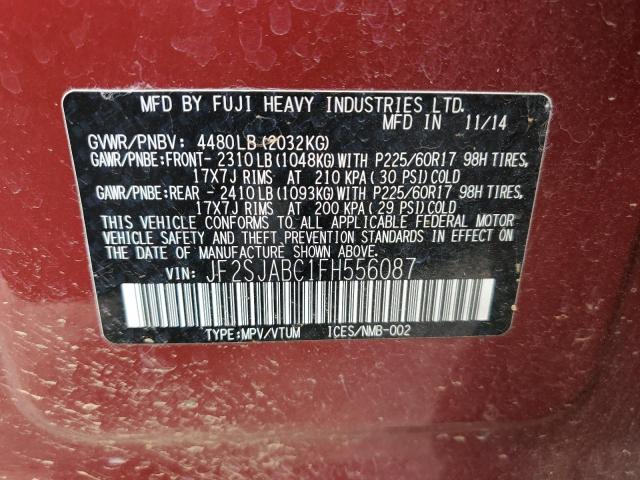 MFD BY FUJI HEAVY INDUSTRIES LTD.
MFD IN 11/14
GVWR/PNBV: 4480LB (2032KG)
GAWR/PNBE:FRONT- 2310LB (1048KG)WITH P225/60R17 98H TIRES,
17X7J RIMS AT 210 KPA ( 30 PSI) COLD
GAWR/PNBE:REAR - 2410LB (1093KG)WITH P225/60R17 98H TIRES,
17X7J RIMS AT 200 KPA (29 PSI)COLD
THIS VEHICLE CONFORMS TO ALL APPLICABLE FEDERAL MOTOR
VEHICLE SAFETY AND THEFT PREVENTION STANDARDS IN EFFECT ON
THE DATE OF MANUFACTURE SHOWN ABOVE.
VIN: JF2SJABC1FH556087
TYPE:MPV/VTUM ICES/NMB-002